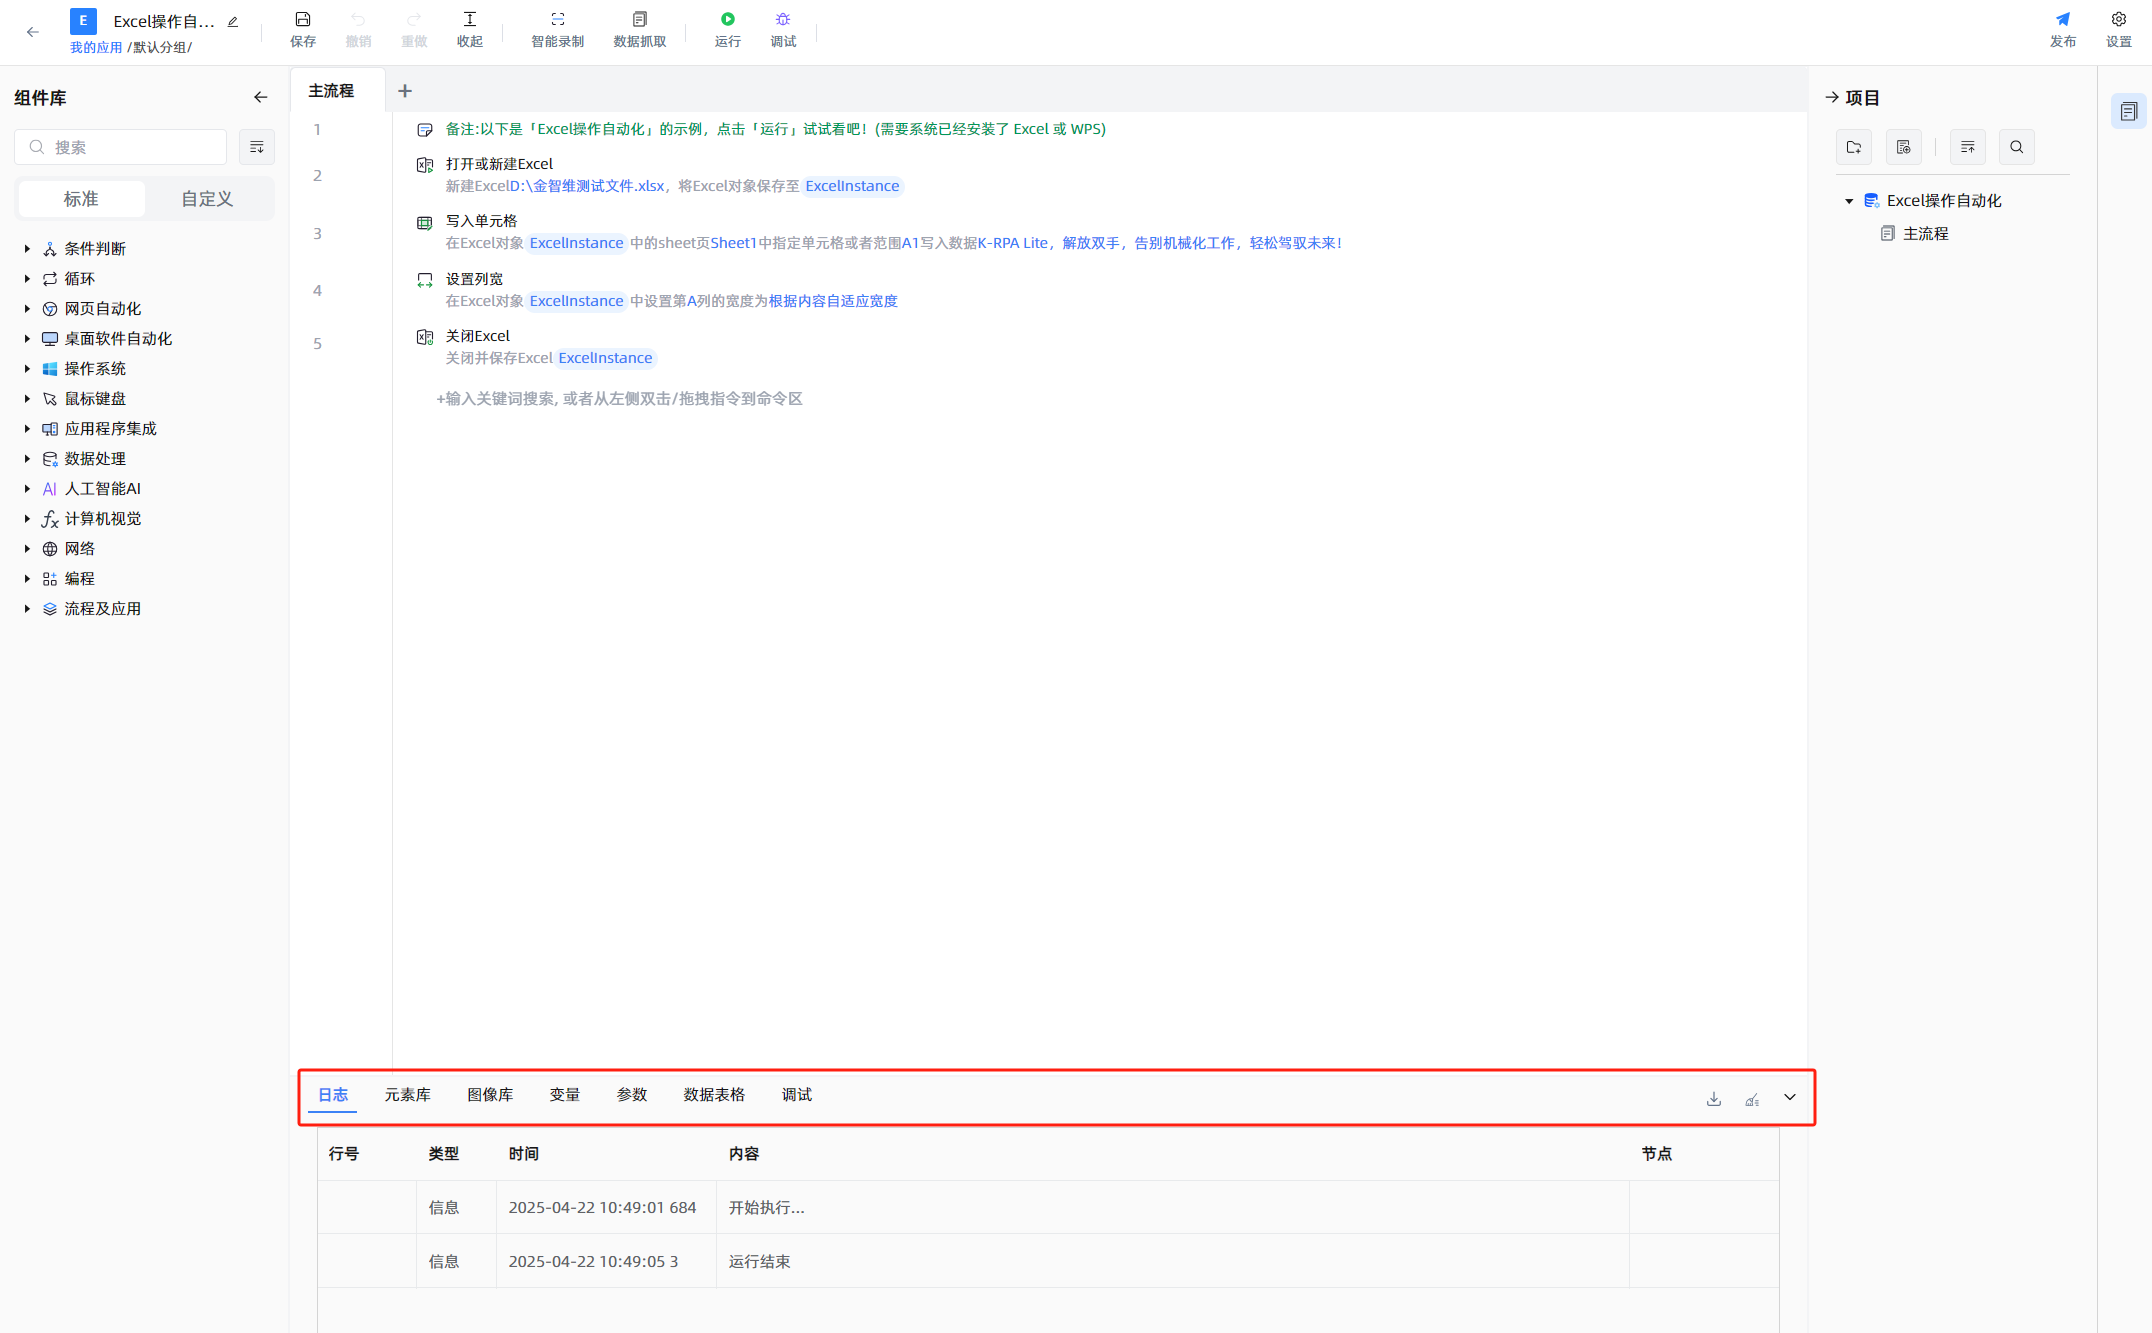 E Excel操作自... 
我的应用 /默认分组/
保存 撤销 重做 收起 智能录制 数据抓取 运行 调试
发布 设置
组件库
搜索
标准 自定义
条件判断
循环
网页自动化
桌面软件自动化
操作系统
鼠标键盘
应用程序集成
数据处理
AI 人工智能AI
计算机视觉
网络
编程
流程及应用
主流程 +
1 备注:以下是「Excel操作自动化」的示例，点击「运行」试试看吧！(需要系统已经安装了 Excel 或 WPS)
2 打开或新建Excel
新建ExcelD:\金智维测试文件.xlsx，将Excel对象保存至 ExcelInstance
3 写入单元格
在Excel对象 ExcelInstance 中的sheet页Sheet1中指定单元格或者范围A1写入数据K-RPA Lite，解放双手，告别机械化工作，轻松驾驭未来！
4 设置列宽
在Excel对象 ExcelInstance 中设置第A列的宽度为根据内容自适应宽度
5 关闭Excel
关闭并保存Excel ExcelInstance
+输入关键词搜索, 或者从左侧双击/拖拽指令到命令区
项目
Excel操作自动化
主流程
日志 元素库 图像库 变量 参数 数据表格 调试
行号 类型 时间 内容 节点
信息 2025-04-22 10:49:01 684 开始执行...
信息 2025-04-22 10:49:05 3 运行结束